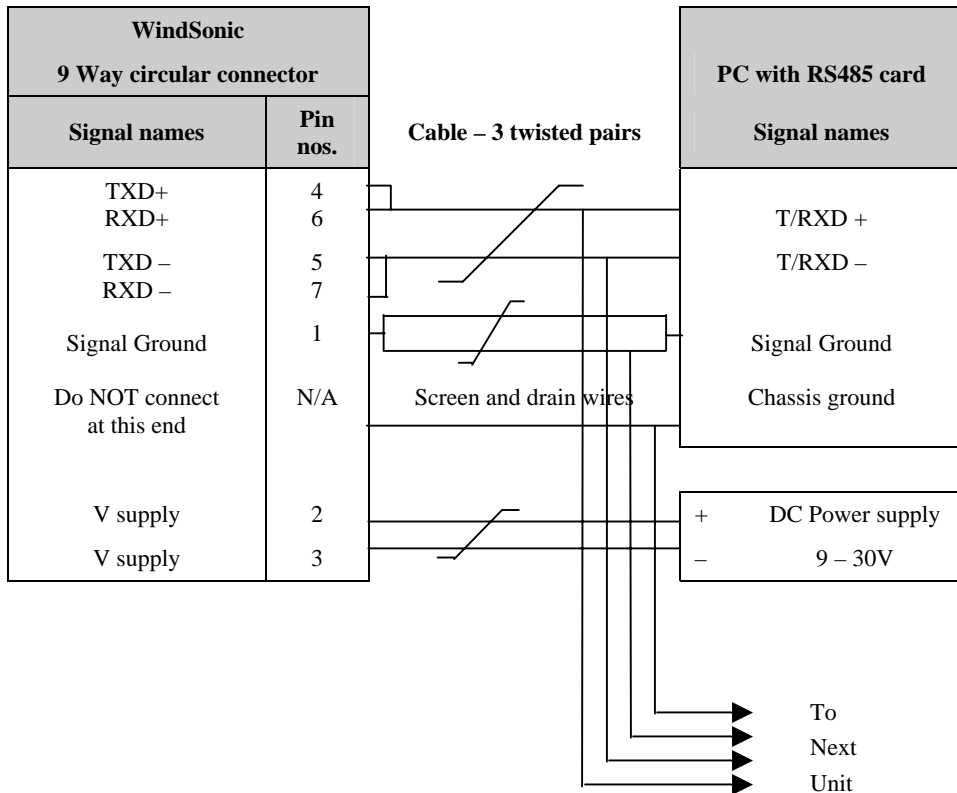 WindSonic
9 Way circular connector
PC with RS485 card
Signal names
Pin nos.
Cable – 3 twisted pairs
Signal names
TXD+ 4
RXD+ 6 T/RXD +
TXD – 5 T/RXD –
RXD – 7
Signal Ground 1 Signal Ground
Do NOT connect N/A Screen and drain wires Chassis ground
at this end
V supply 2 + DC Power supply
V supply 3 – 9 – 30V
To
Next
Unit